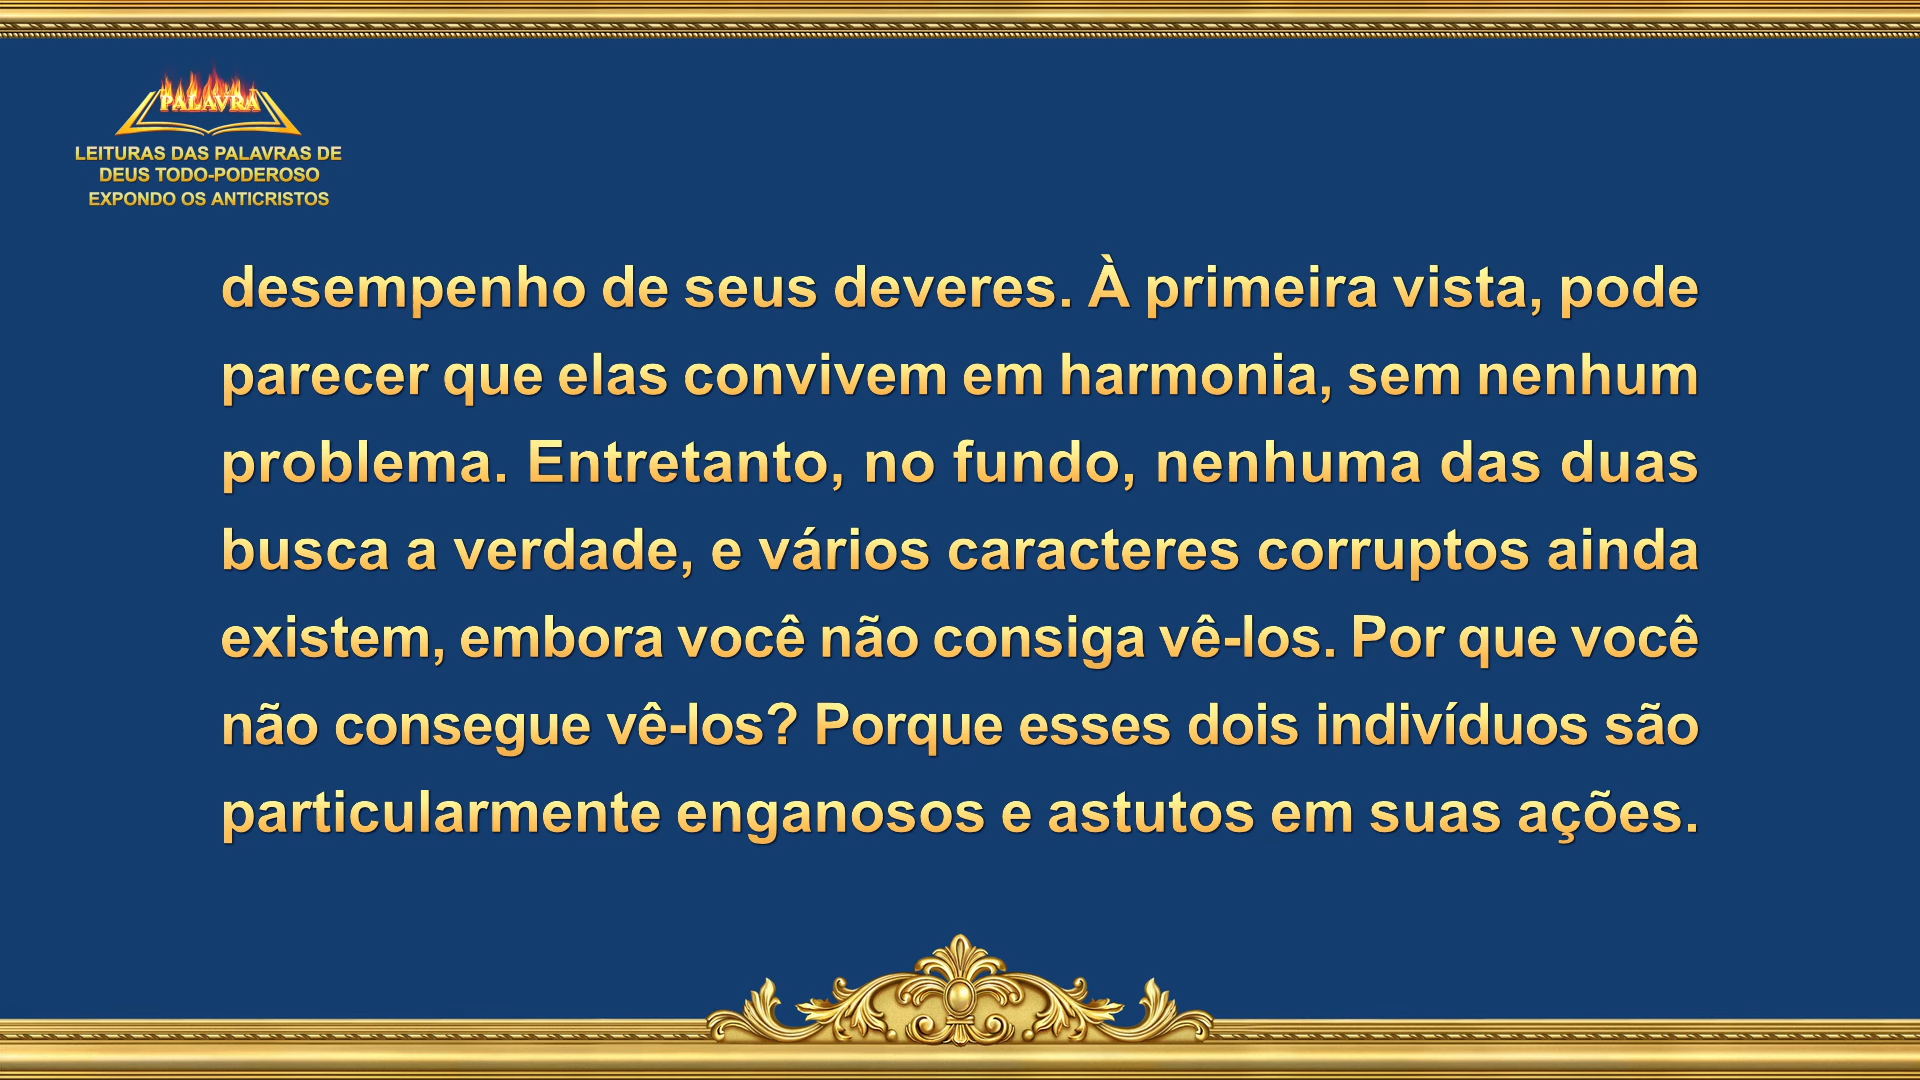 PALAVRA
LEITURAS DAS PALAVRAS DE
DEUS TODO-PODEROSO
EXPONDO OS ANTICRISTOS
desempenho de seus deveres. À primeira vista, pode
parecer que elas convivem em harmonia, sem nenhum
problema. Entretanto, no fundo, nenhuma das duas
busca a verdade, e vários caracteres corruptos ainda
existem, embora você não consiga vê-los. Por que você
não consegue vê-los? Porque esses dois indivíduos são
particularmente enganosos e astutos em suas ações.